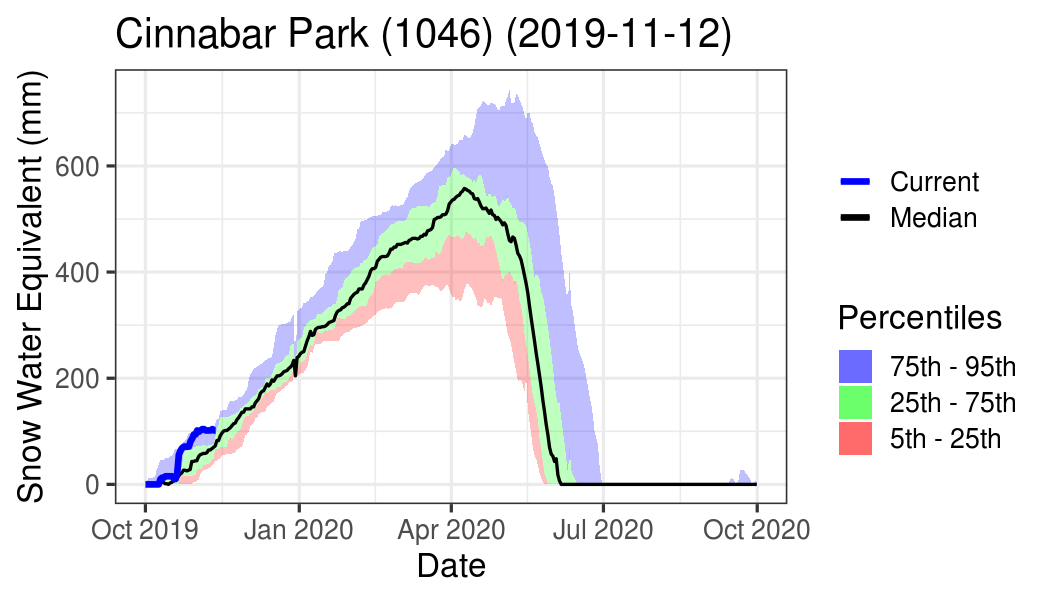 Cinnabar Park (1046) (2019-11-12)
Snow Water Equivalent (mm)
600
400
200
0
Oct 2019
Jan 2020
Apr 2020
Jul 2020
Oct 2020
Date
Current
Median
Percentiles
75th - 95th
25th - 75th
5th - 25th